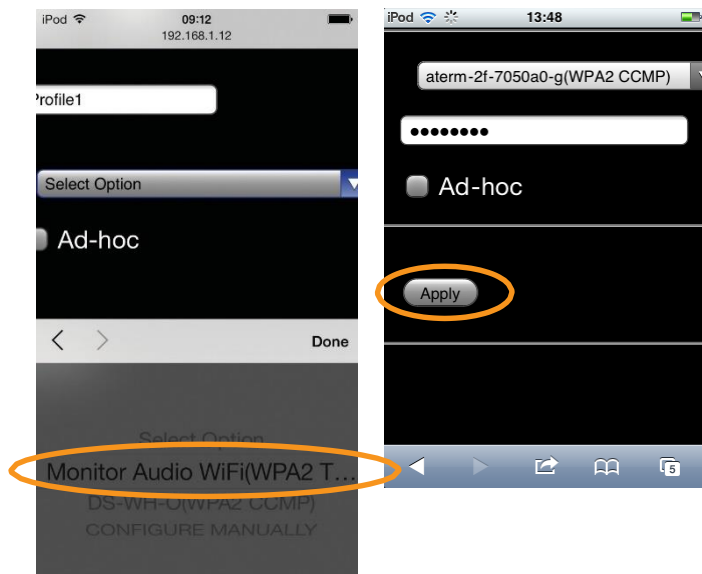 iPod 09:12
192.168.1.12
Profile1
Select Option
Ad-hoc
Done
Select Option
Monitor Audio WiFi(WPA2 T...
DS-WH-O(WPA2 CCMP)
CONFIGURE MANUALLY
iPod 13:48
aterm-2f-7050a0-g(WPA2 CCMP)
Ad-hoc
Apply
5